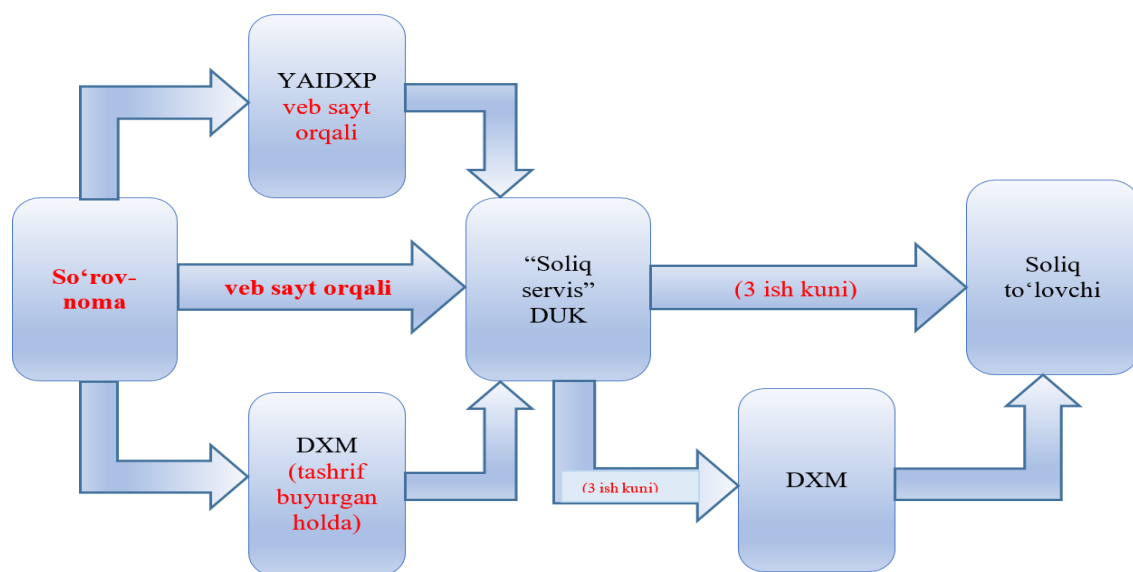 YAIDXP
veb sayt
orqali
So‘rov-
noma
veb sayt orqali
“Soliq
servis”
DUK
(3 ish kuni)
Soliq
to‘lovchi
DXM
(tashrif
buyurgan
holda)
(3 ish kuni)
DXM